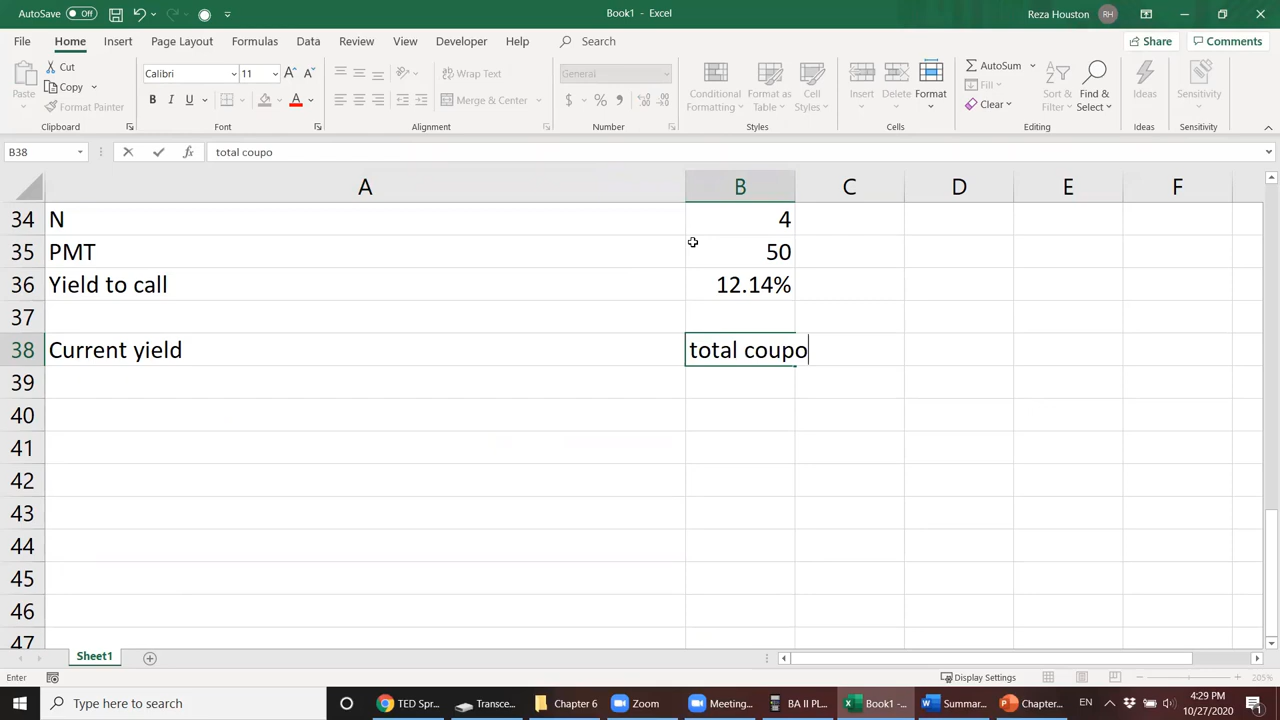 AutoSave Off Book1 - Excel Reza Houston RH
File Home Insert Page Layout Formulas Data Review View Developer Help Search Share Comments
Paste Cut Copy Format Painter Clipboard
Calibri 11 A A B I U A Font
Wrap Text Merge & Center Alignment
General $ % , Number
Conditional Formatting Format as Table Cell Styles Styles
Insert Delete Format Cells
AutoSum Fill Clear Sort & Filter Find & Select Editing
Ideas Ideas
Sensitivity Sensitivity
B38 fx total coupo
A B C D E F
34 N 4
35 PMT 50
36 Yield to call 12.14%
37
38 Current yield total coupo
39
40
41
42
43
44
45
46
47
Sheet1
Enter Display Settings 205%
Type here to search TED Spr... Transce... Chapter 6 Zoom Meeting... BA II PL... Book1 -... Summar... Chapter... EN 4:29 PM
10/27/2020